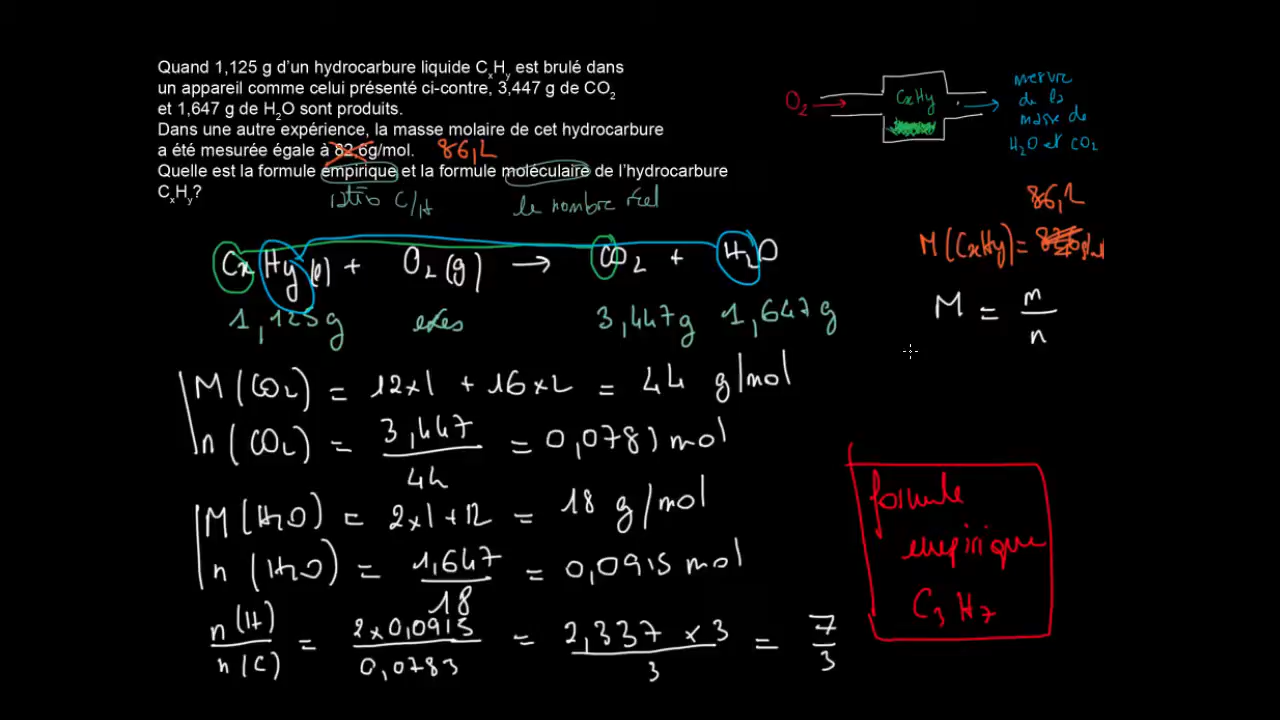 Quand 1,125 g d'un hydrocarbure liquide CxHy est brulé dans
un appareil comme celui présenté ci-contre, 3,447 g de CO2
et 1,647 g de H2O sont produits.
Dans une autre expérience, la masse molaire de cet hydrocarbure
a été mesurée égale à 82.6g/mol. 86,2
Quelle est la formule empirique et la formule moléculaire de l'hydrocarbure
CxHy?
ratio C/H le nombre réel
O2 CxHy
mesure
de la
masse de
H2O et CO2
86,2
M(CxHy) =
M = m/n
CxHy(l) + O2(g) → CO2 + H2O
1,125g excès 3,447g 1,647g
M(CO2) = 12×1 + 16×2 = 44 g/mol
n(CO2) = 3,447/44 = 0,0783 mol
M(H2O) = 2×1+12 = 18 g/mol
n(H2O) = 1,647/18 = 0,0915 mol
n(H)/n(C) = 2×0,0915/0,0783 = 2,337×3/3 = 7/3
formule
empirique
C3H7